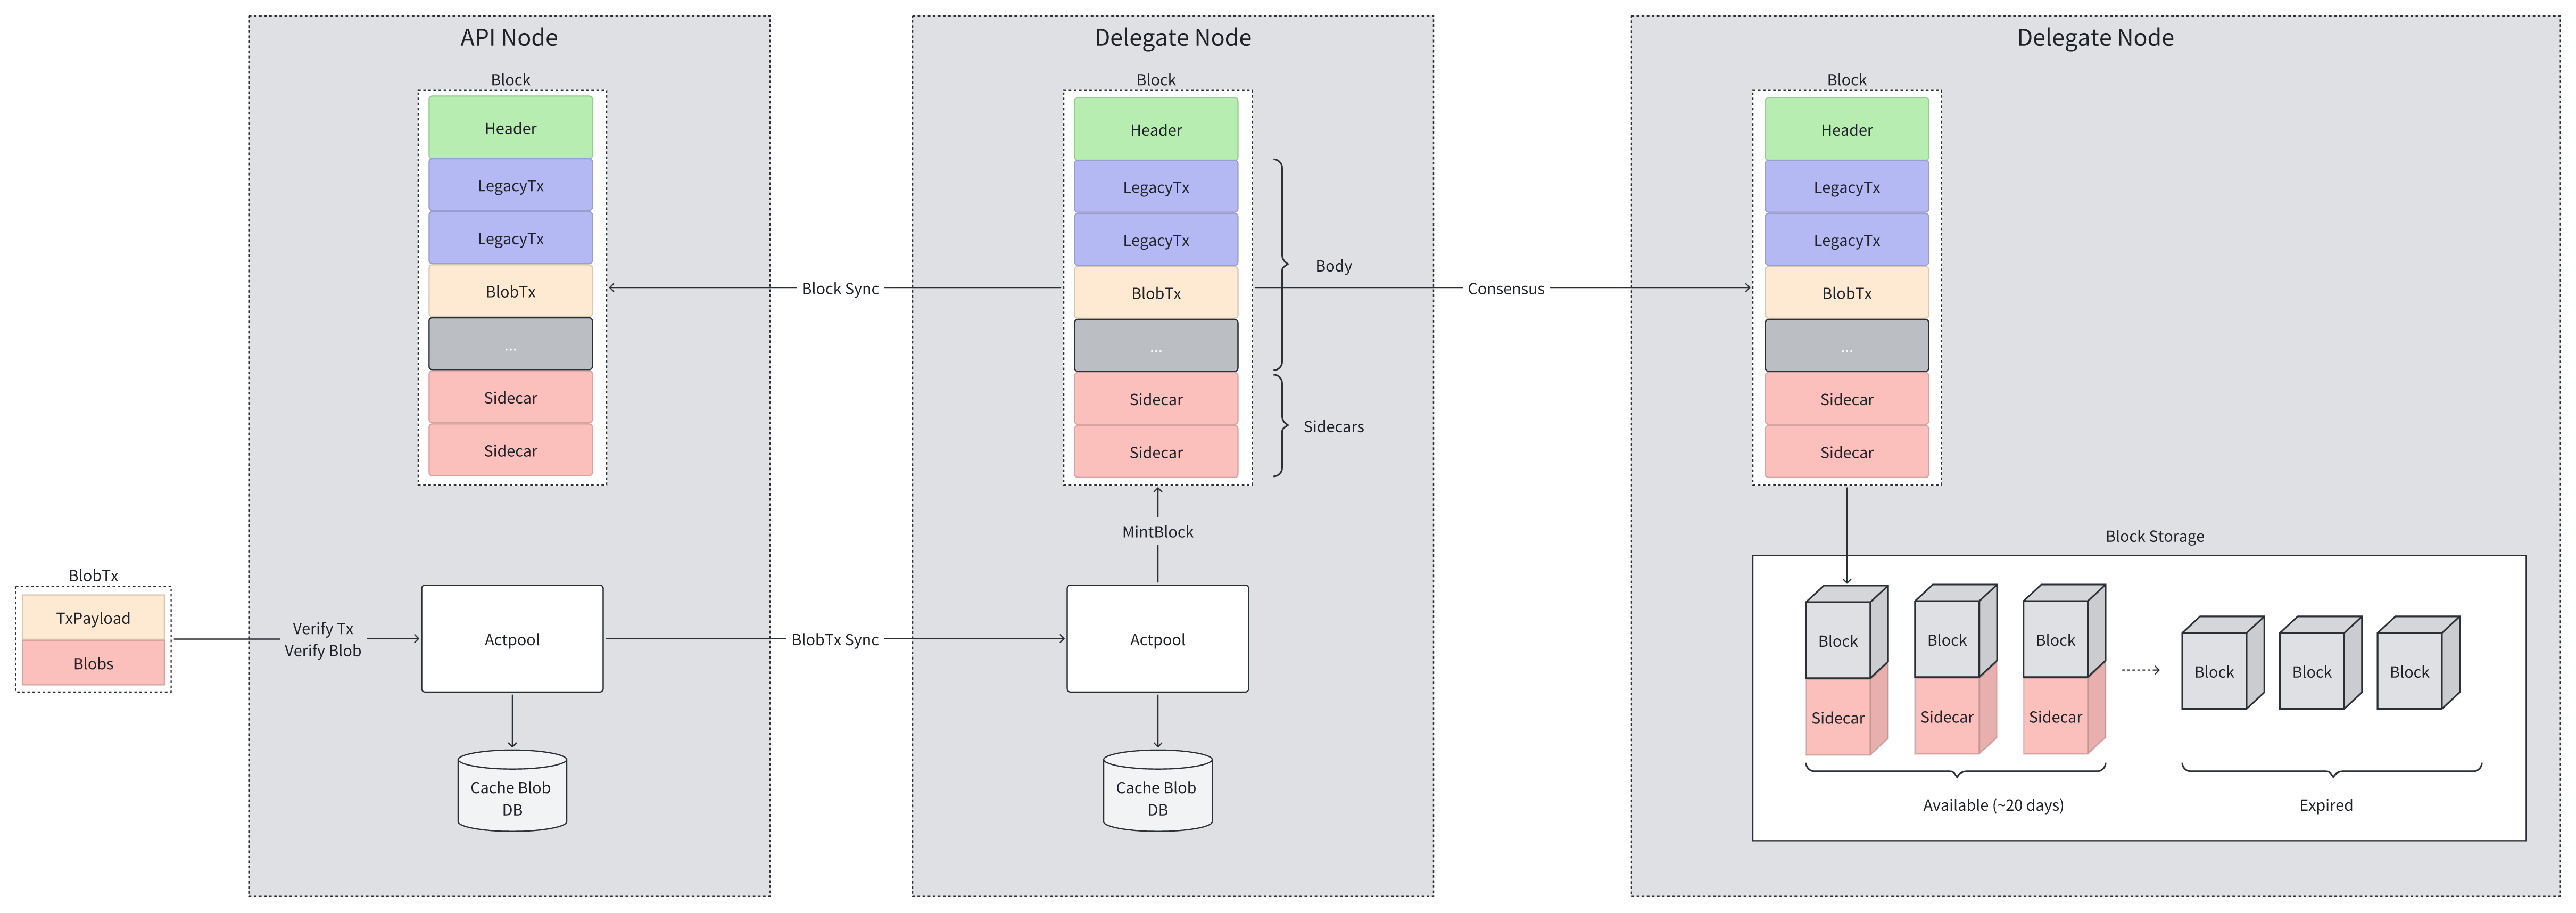 API Node
Block
Header
LegacyTx
LegacyTx
BlobTx
...
Sidecar
Sidecar
BlobTx
TxPayload
Blobs
Verify Tx
Verify Blob
Actpool
Cache Blob
DB
Block Sync
BlobTx Sync
Delegate Node
Block
Header
LegacyTx
LegacyTx
BlobTx
...
Sidecar
Sidecar
Body
Sidecars
MintBlock
Actpool
Cache Blob
DB
Consensus
Delegate Node
Block
Header
LegacyTx
LegacyTx
BlobTx
...
Sidecar
Sidecar
Block Storage
Block
Block
Block
Sidecar
Sidecar
Sidecar
Block
Block
Block
Available (~20 days)
Expired